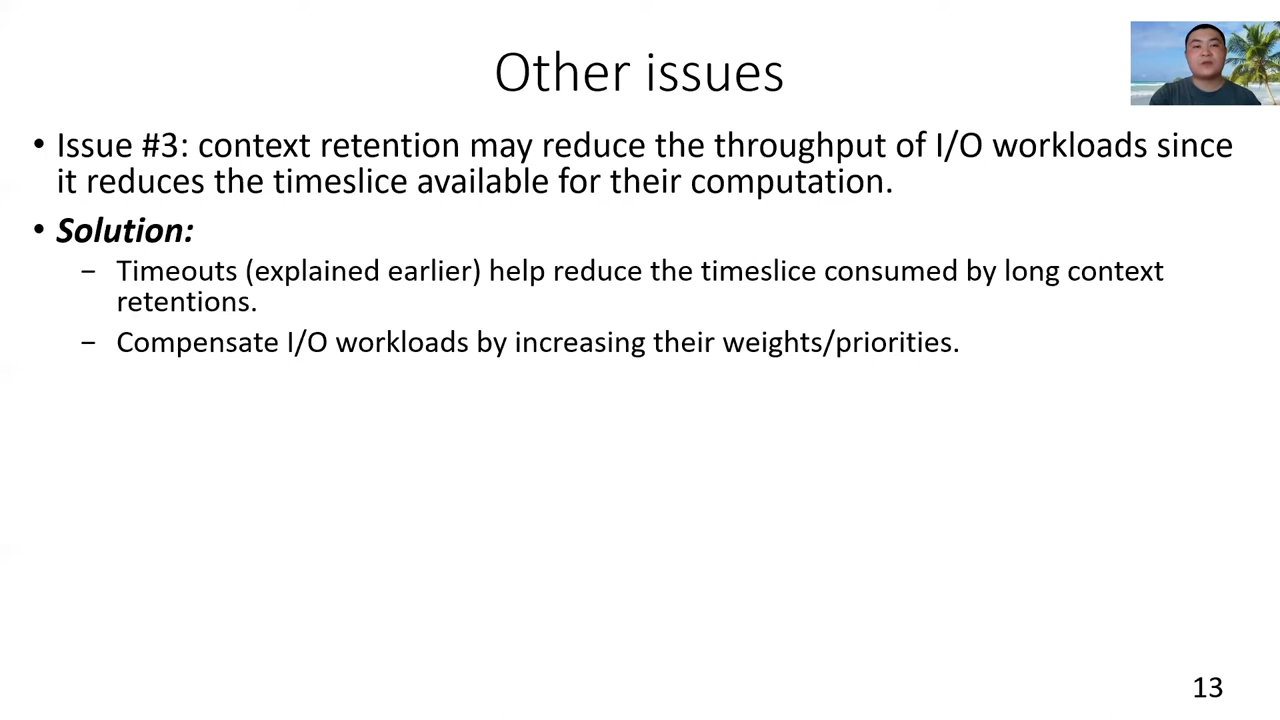 Other issues
• Issue #3: context retention may reduce the throughput of I/O workloads since
it reduces the timeslice available for their computation.
• Solution:
– Timeouts (explained earlier) help reduce the timeslice consumed by long context
retentions.
– Compensate I/O workloads by increasing their weights/priorities.
13